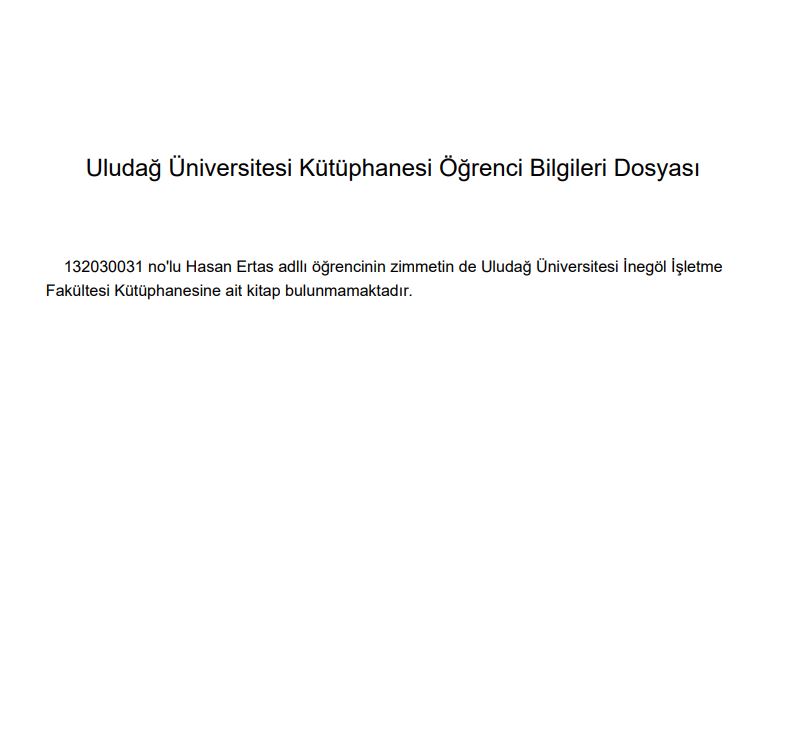 Uludağ Üniversitesi Kütüphanesi Öğrenci Bilgileri Dosyası
132030031 no'lu Hasan Ertas adllı öğrencinin zimmetin de Uludağ Üniversitesi İnegöl İşletme
Fakültesi Kütüphanesine ait kitap bulunmamaktadır.